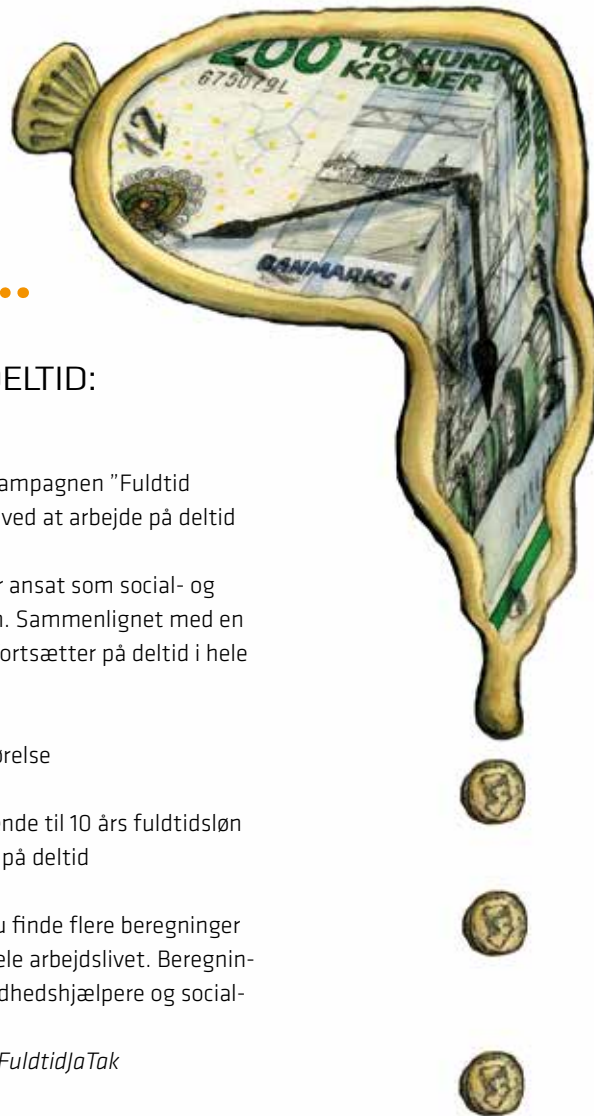 200 TO HUND
KRONER
675079L
12
DANMARKS
..
DELTID:
ampagnen ”Fuldtid
ved at arbejde på deltid
r ansat som social- og
n. Sammenlignet med en
ortsætter på deltid i hele
ørelse
nde til 10 års fuldtidsløn
på deltid
u finde flere beregninger
ele arbejdslivet. Beregnin-
dhedshjælpere og social-
FuldtidJaTak